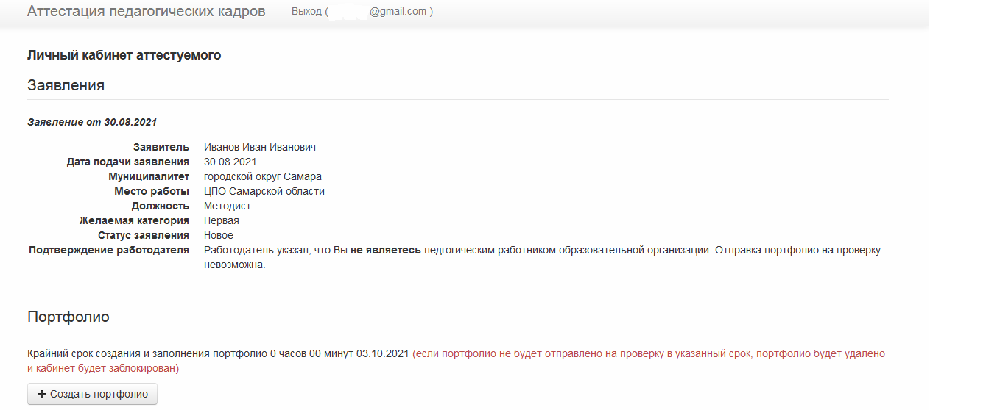 Аттестация педагогических кадров Выход ( @gmail.com )
Личный кабинет аттестуемого
Заявления
Заявление от 30.08.2021
Заявитель Иванов Иван Иванович
Дата подачи заявления 30.08.2021
Муниципалитет городской округ Самара
Место работы ЦПО Самарской области
Должность Методист
Желаемая категория Первая
Статус заявления Новое
Подтверждение работодателя Работодатель указал, что Вы не являетесь педгогическим работником образовательной организации. Отправка портфолио на проверку
невозможна.
Портфолио
Крайний срок создания и заполнения портфолио 0 часов 00 минут 03.10.2021 (если портфолио не будет отправлено на проверку в указанный срок, портфолио будет удалено
и кабинет будет заблокирован)
+ Создать портфолио